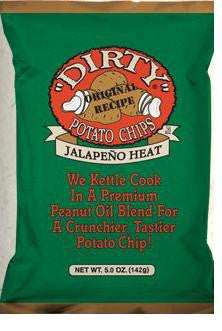 "DIRTY"
ORIGINAL
RECIPE
POTATO CHIPS
JALAPEÑO HEAT
We Kettle Cook
In A Premium
Peanut Oil Blend For
A Crunchier, Tastier
Potato Chip!
NET WT. 5.0 OZ. (142g)